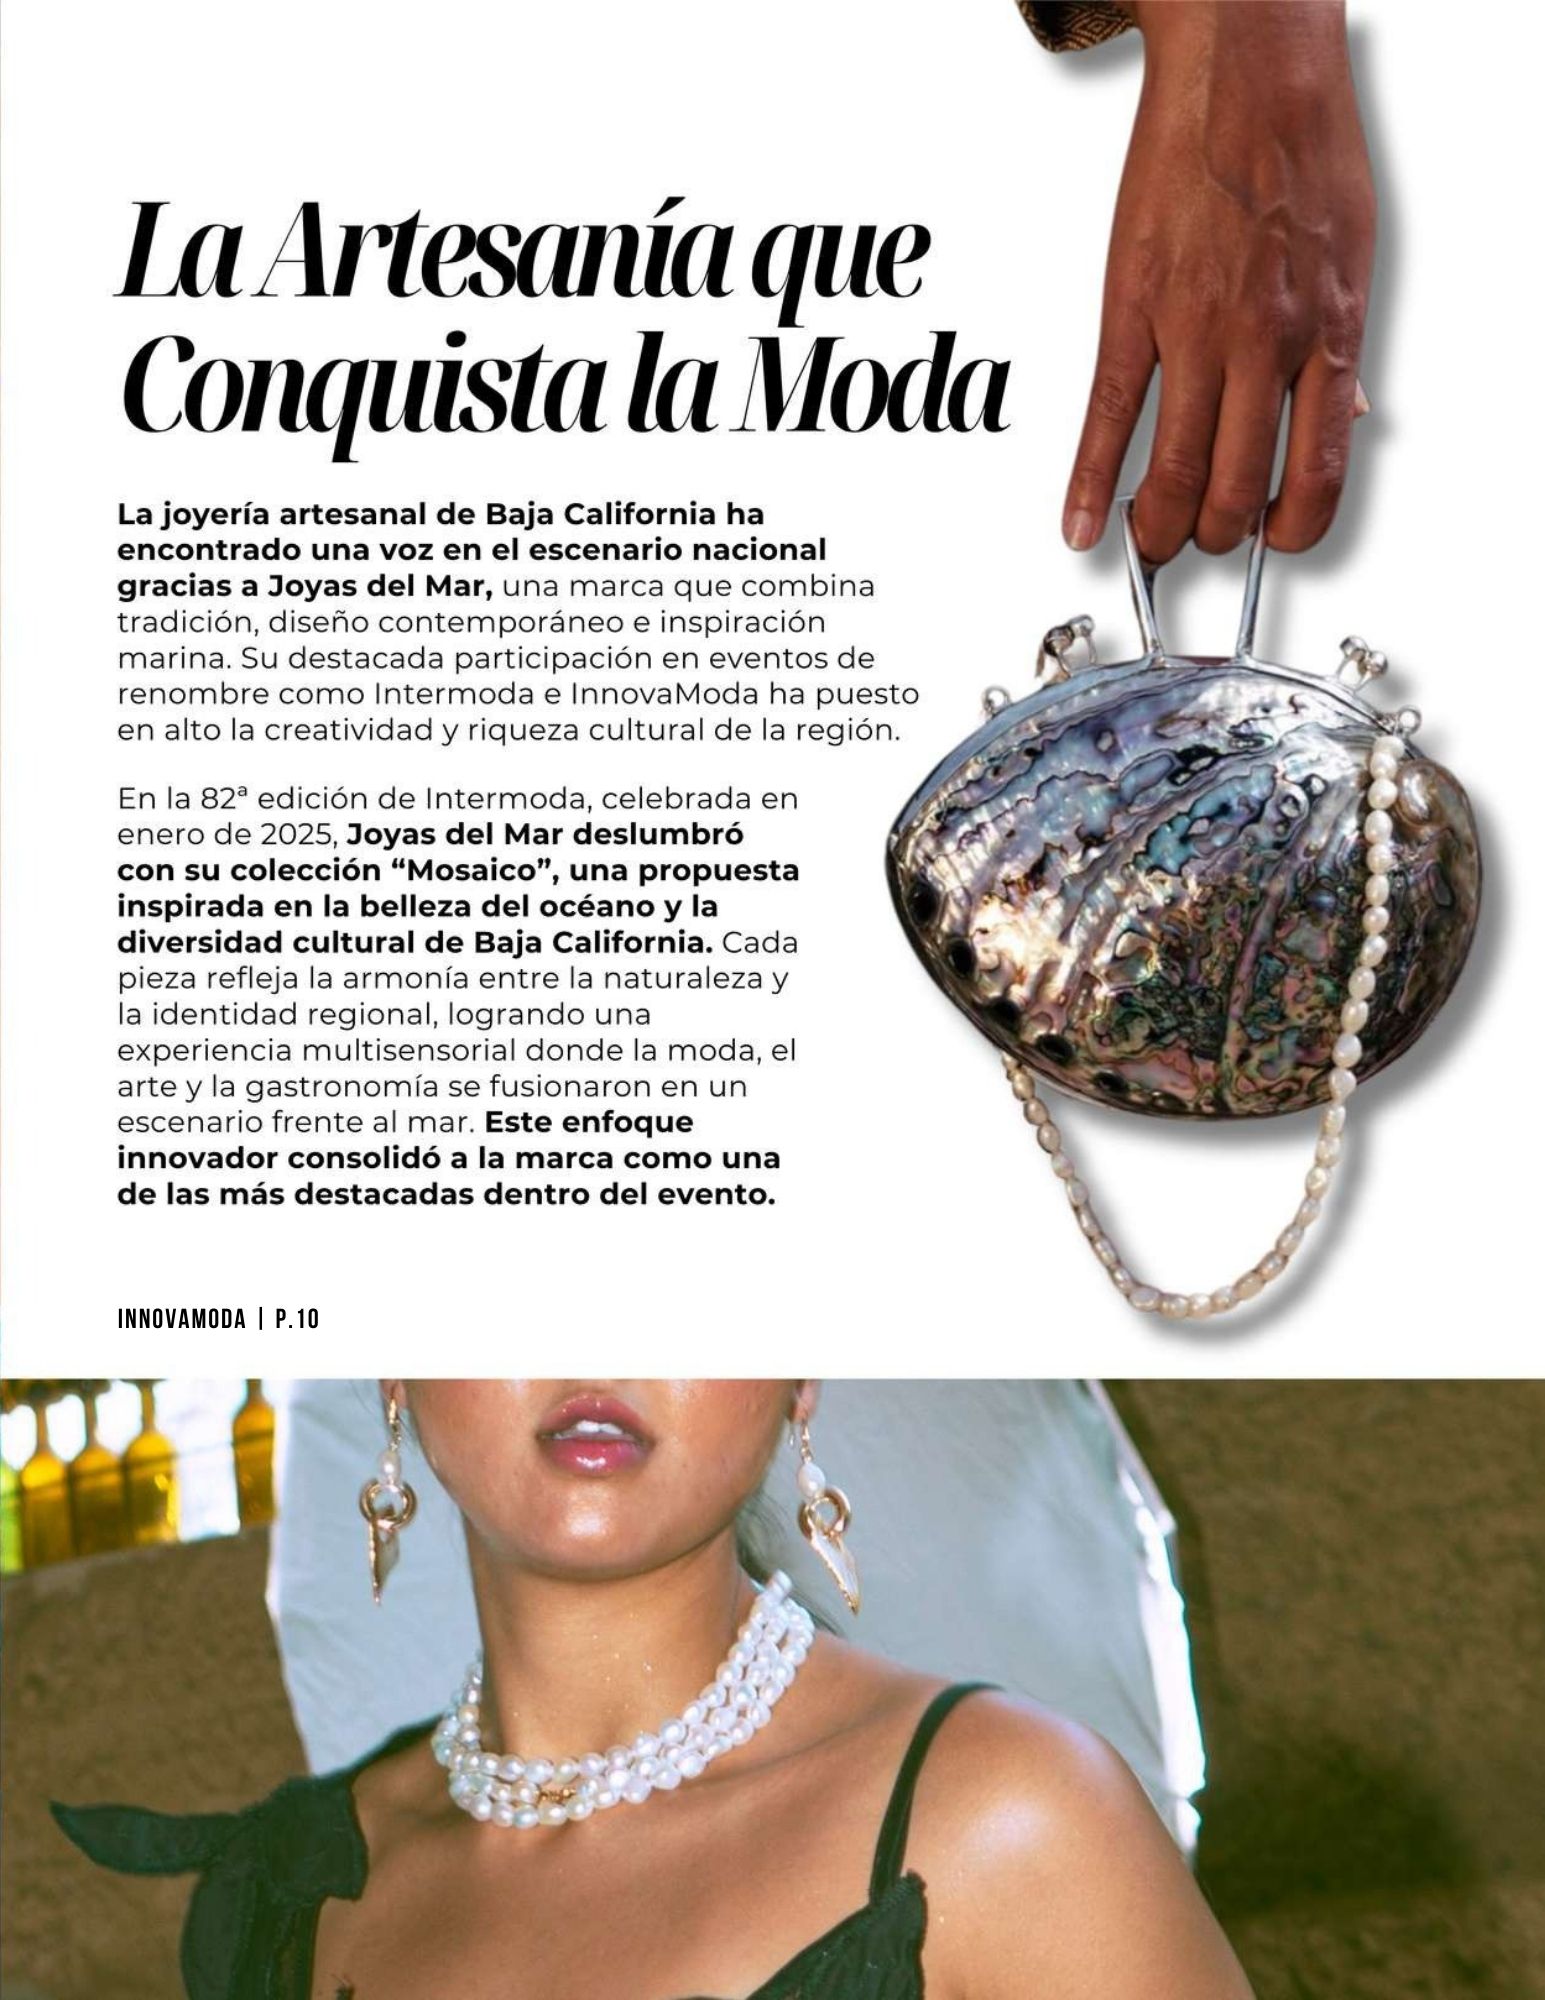 La Artesanía que
Conquista la Moda
La joyería artesanal de Baja California ha
encontrado una voz en el escenario nacional
gracias a Joyas del Mar, una marca que combina
tradición, diseño contemporáneo e inspiración
marina. Su destacada participación en eventos de
renombre como Intermoda e InnovaModa ha puesto
en alto la creatividad y riqueza cultural de la región.
En la 82ª edición de Intermoda, celebrada en
enero de 2025, Joyas del Mar deslumbró
con su colección “Mosaico”, una propuesta
inspirada en la belleza del océano y la
diversidad cultural de Baja California. Cada
pieza refleja la armonía entre la naturaleza y
la identidad regional, logrando una
experiencia multisensorial donde la moda, el
arte y la gastronomía se fusionaron en un
escenario frente al mar. Este enfoque
innovador consolidó a la marca como una
de las más destacadas dentro del evento.
INNOVAMODA | P.10